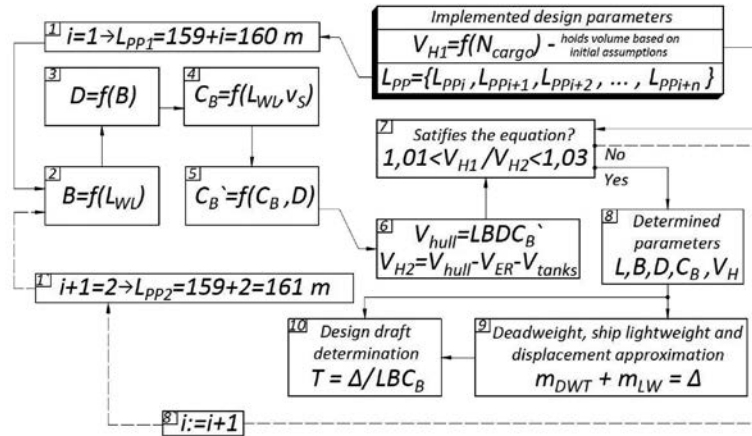 Implemented design parameters
V_H1=f(N_cargo) - holds volume based on
initial assumptions
L_PP={L_PPi,L_PPi+1,L_PPi+2, ... , L_PPi+n }
1 i=1→L_PP1=159+i=160 m
3 D=f(B)
4 C_B=f(L_WL,v_S)
2 B=f(L_WL)
5 C_B`=f(C_B,D)
7 Satifies the equation?
1,01<V_H1/V_H2<1,03
No
Yes
6 V_hull=LBDC_B`
V_H2=V_hull-V_ER-V_tanks
8 Determined
parameters
L,B,D,C_B,V_H
1` i+1=2→L_PP2=159+2=161 m
10 Design draft
determination
T = Δ/LBC_B
9 Deadweight, ship lightweight and
displacement approximation
m_DWT + m_LW = Δ
8` i:=i+1